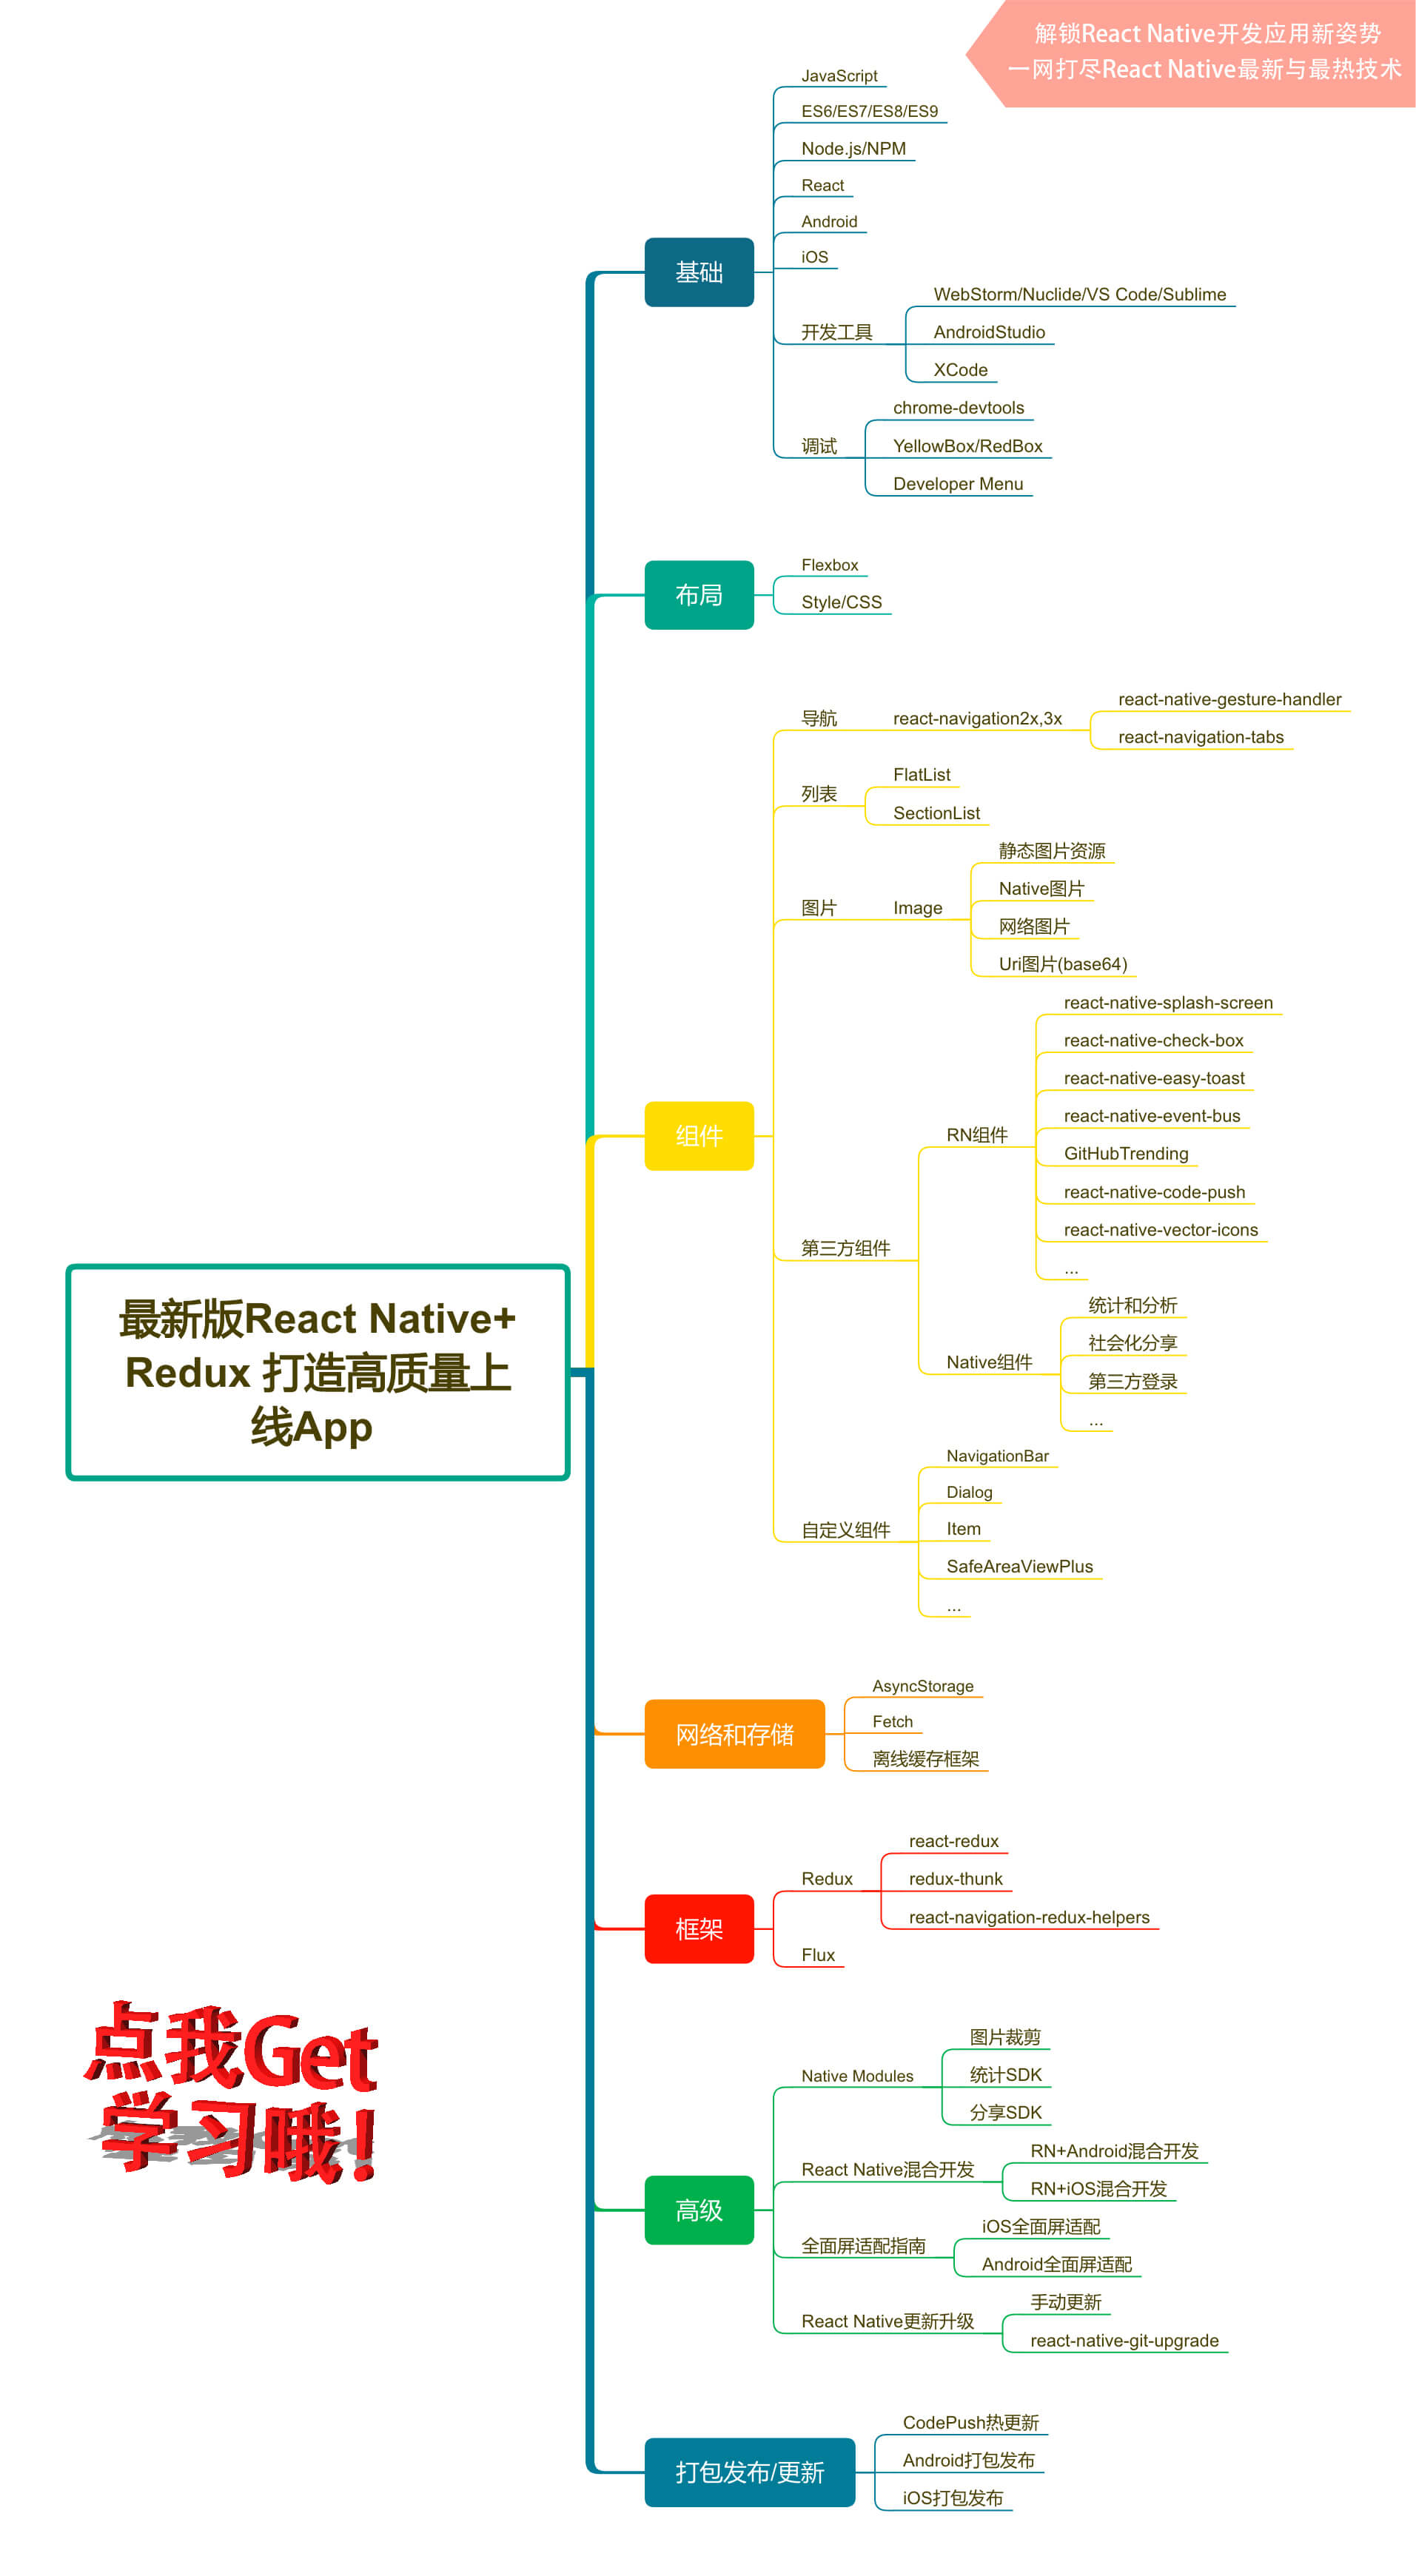 解锁React Native开发应用新姿势
一网打尽React Native最新与最热技术
最新版React Native+
Redux 打造高质量上
线App
基础
JavaScript
ES6/ES7/ES8/ES9
Node.js/NPM
React
Android
iOS
开发工具
WebStorm/Nuclide/VS Code/Sublime
AndroidStudio
XCode
调试
chrome-devtools
YellowBox/RedBox
Developer Menu
布局
Flexbox
Style/CSS
组件
导航
react-navigation2x,3x
react-native-gesture-handler
react-navigation-tabs
列表
FlatList
SectionList
图片
Image
静态图片资源
Native图片
网络图片
Uri图片(base64)
第三方组件
RN组件
react-native-splash-screen
react-native-check-box
react-native-easy-toast
react-native-event-bus
GitHubTrending
react-native-code-push
react-native-vector-icons
...
Native组件
统计和分析
社会化分享
第三方登录
...
自定义组件
NavigationBar
Dialog
Item
SafeAreaViewPlus
...
网络和存储
AsyncStorage
Fetch
离线缓存框架
框架
Redux
react-redux
redux-thunk
react-navigation-redux-helpers
Flux
高级
Native Modules
图片裁剪
统计SDK
分享SDK
React Native混合开发
RN+Android混合开发
RN+iOS混合开发
全面屏适配指南
iOS全面屏适配
Android全面屏适配
React Native更新升级
手动更新
react-native-git-upgrade
打包发布/更新
CodePush热更新
Android打包发布
iOS打包发布
点我Get
学习哦!